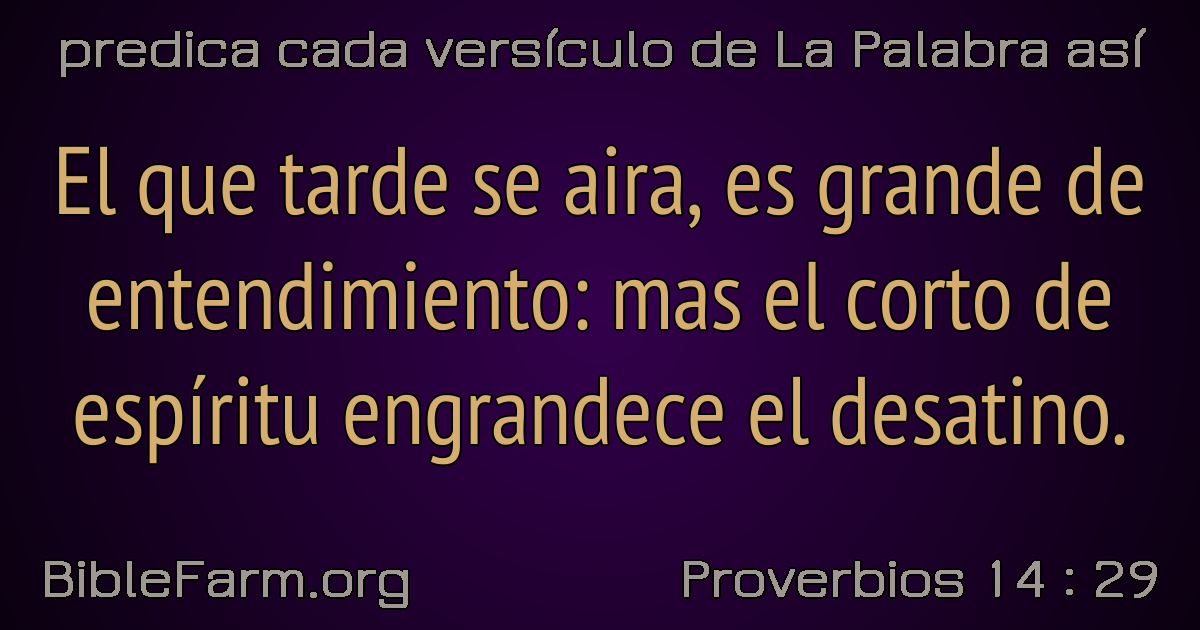 predica cada versículo de La Palabra así
El que tarde se aira, es grande de
entendimiento: mas el corto de
espíritu engrandece el desatino.
BibleFarm.org
Proverbios 14 : 29